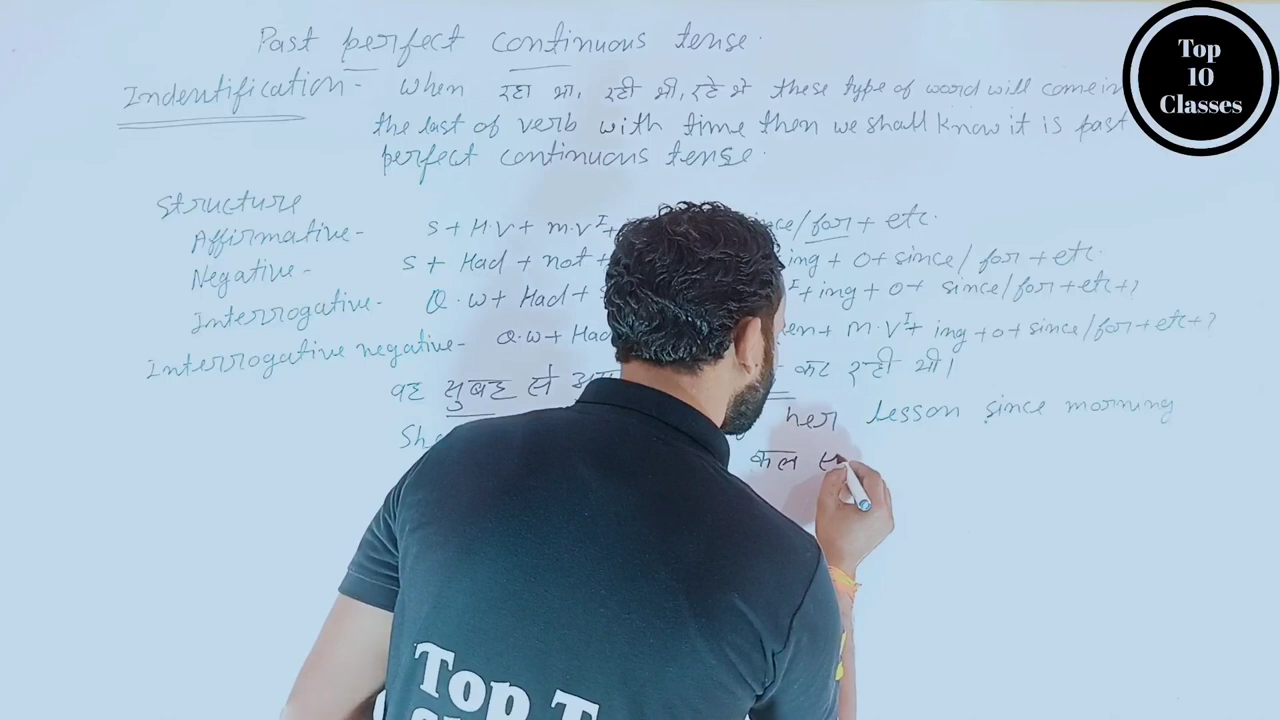 Past perfect continuous tense.
Indentification - When रहा था, रही थी, रहे थे these type of word will come in
the last of verb with time then we shall know it is past
perfect continuous tense.
Structure
Affirmative - S + H.V + m.v I + since/for + etc.
Negative - S + Had + not + ing + O + since/for + etc.
Interrogative - Q.w + Had + I + ing + O + since/for + etc + ?
Interrogative negative - Q.w + Had m.v I + ing + o + since/for + etc + ?
वह सुबह से कर रही थी।
her lesson since morning
कल
Top
10
Classes
Top